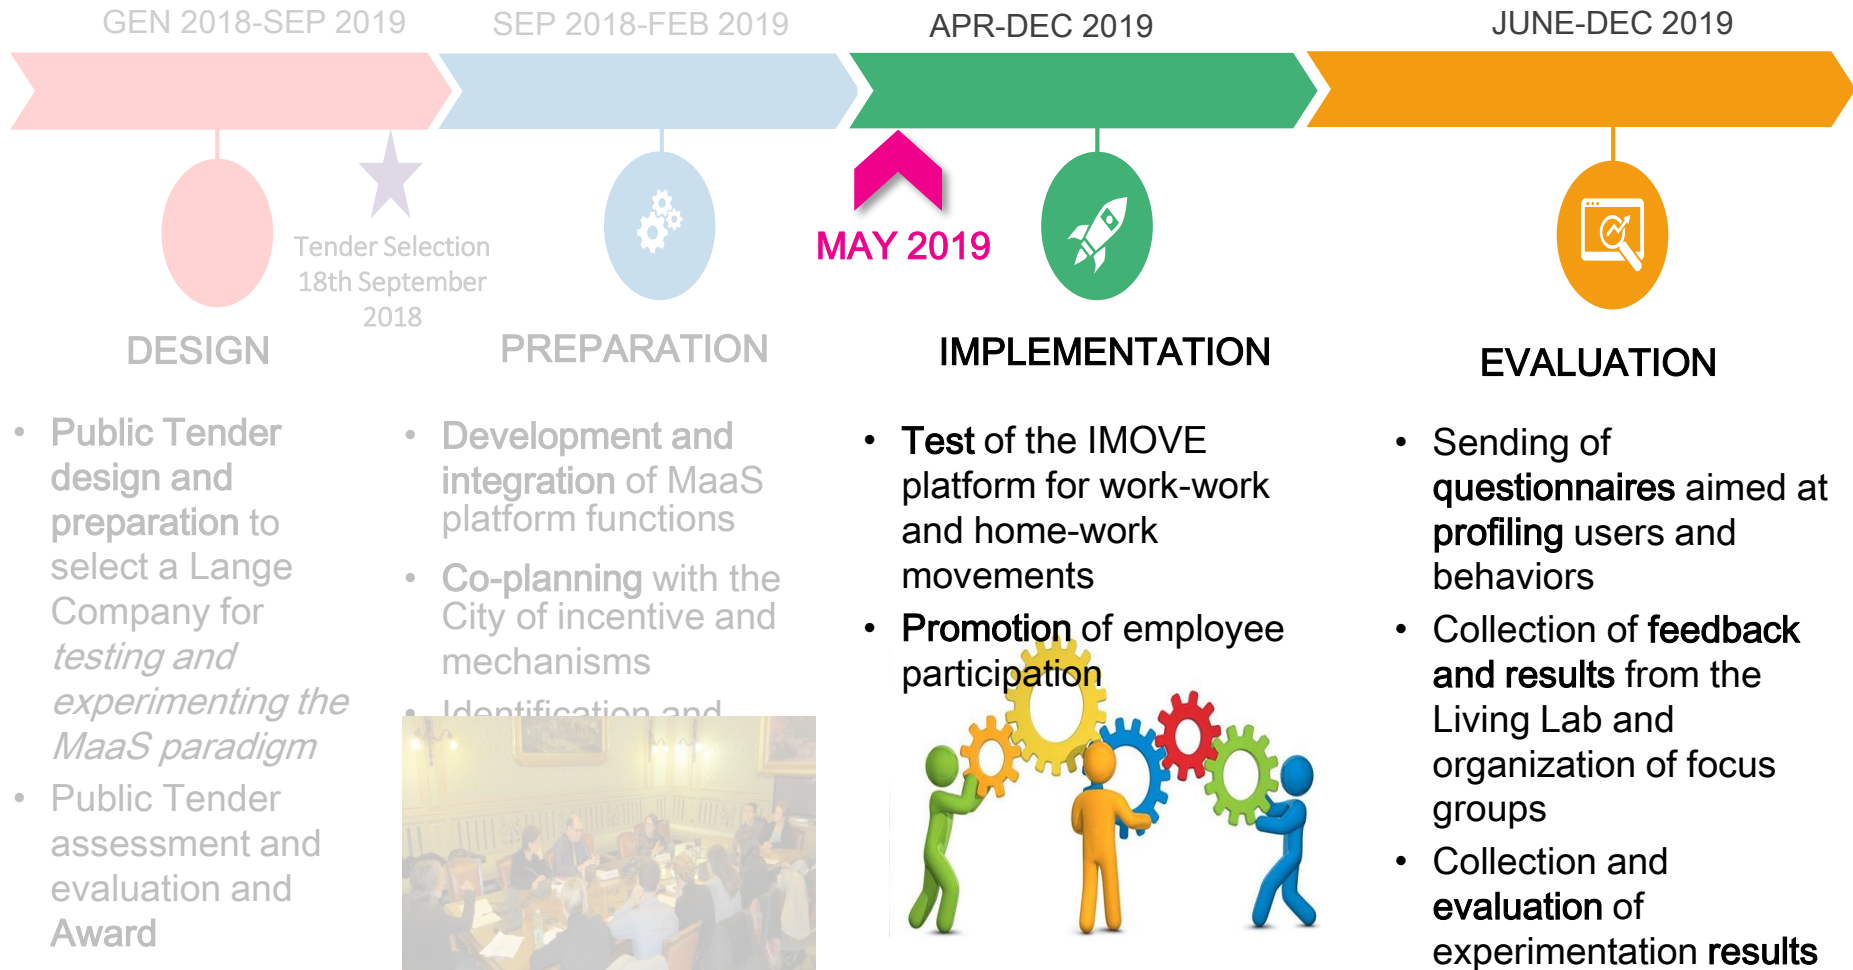 GEN 2018-SEP 2019
SEP 2018-FEB 2019
APR-DEC 2019
JUNE-DEC 2019
Tender Selection
18th September
2018
MAY 2019
DESIGN
• Public Tender
design and
preparation to
select a Lange
Company for
testing and
experimenting the
MaaS paradigm
• Public Tender
assessment and
evaluation and
Award
PREPARATION
• Development and
integration of MaaS
platform functions
• Co-planning with the
City of incentive and
mechanisms
• Identification and
IMPLEMENTATION
• Test of the IMOVE
platform for work-work
and home-work
movements
• Promotion of employee
participation
EVALUATION
• Sending of
questionnaires aimed at
profiling users and
behaviors
• Collection of feedback
and results from the
Living Lab and
organization of focus
groups
• Collection and
evaluation of
experimentation results